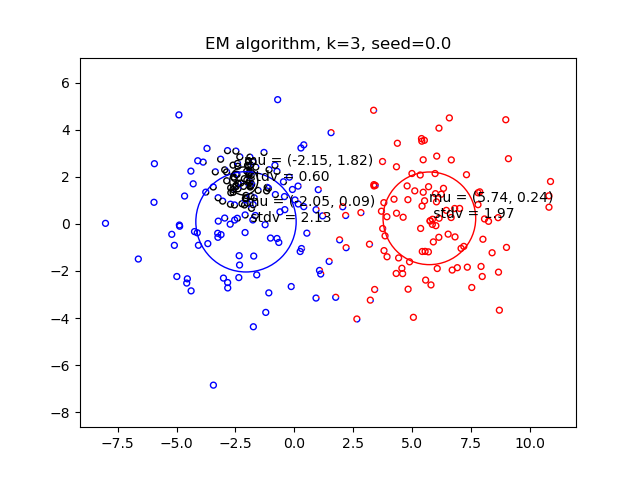 EM algorithm, k=3, seed=0.0
6
4
2
0
−2
−4
−6
−8
mu = (-2.15, 1.82)
stdv = 0.60
mu = (-2.05, 0.09)
stdv = 2.13
mu = (5.74, 0.24)
stdv = 1.97
−7.5
−5.0
−2.5
0.0
2.5
5.0
7.5
10.0